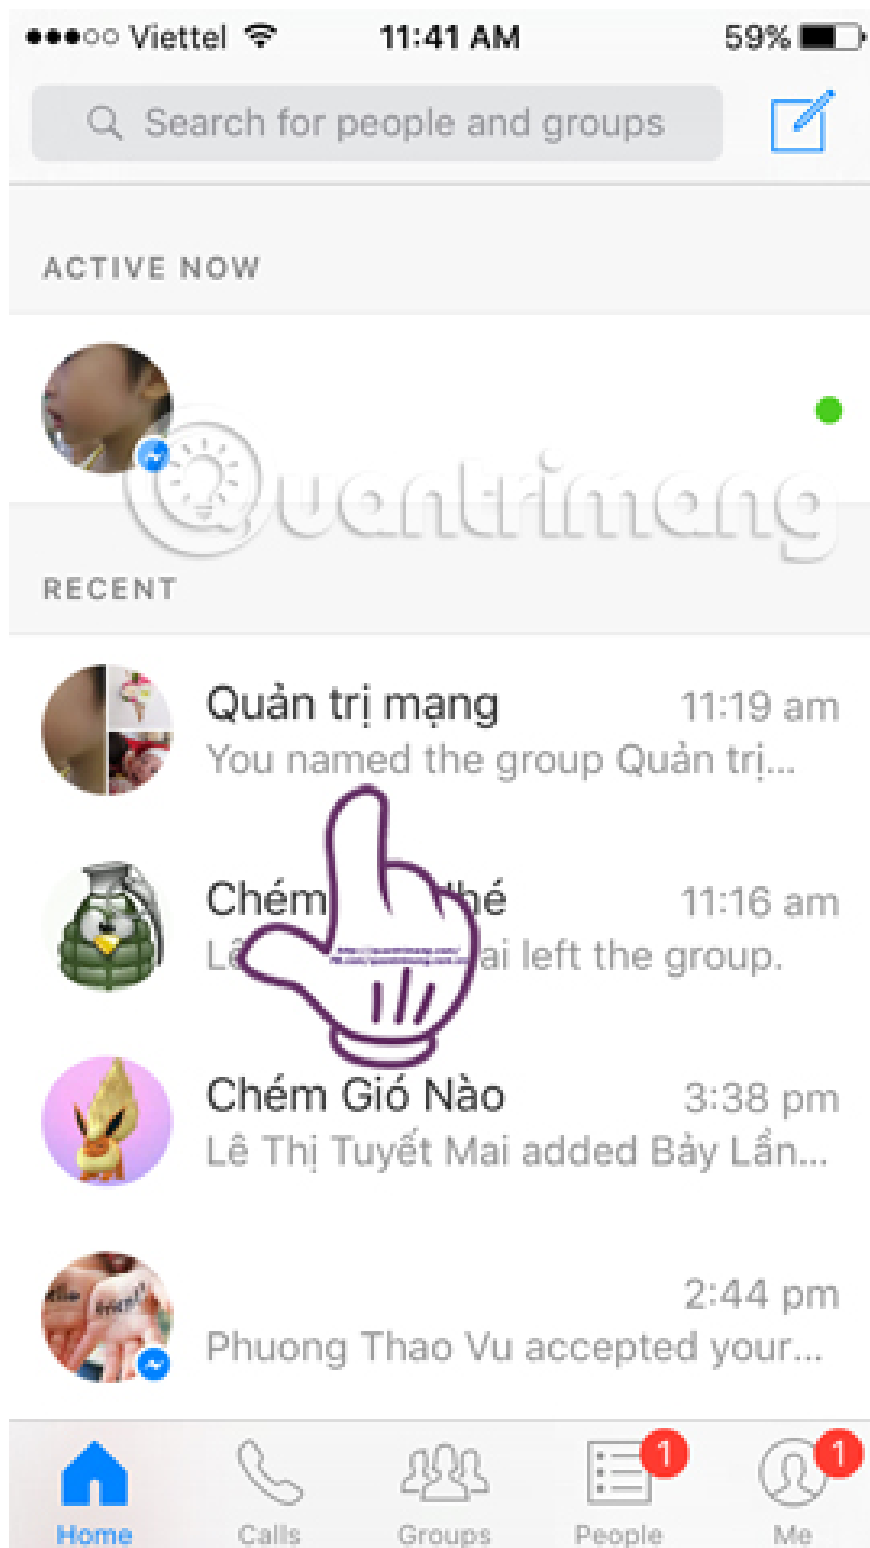 Viettel 11:41 AM 59%
Search for people and groups
ACTIVE NOW
Quantrimang
RECENT
Quản trị mạng 11:19 am
You named the group Quản trị...
Chém hé 11:16 am
Lê ai left the group.
Chém Gió Nào 3:38 pm
Lê Thị Tuyết Mai added Bảy Lẩn...
2:44 pm
Phuong Thao Vu accepted your...
1 1
Home Calls Groups People Me